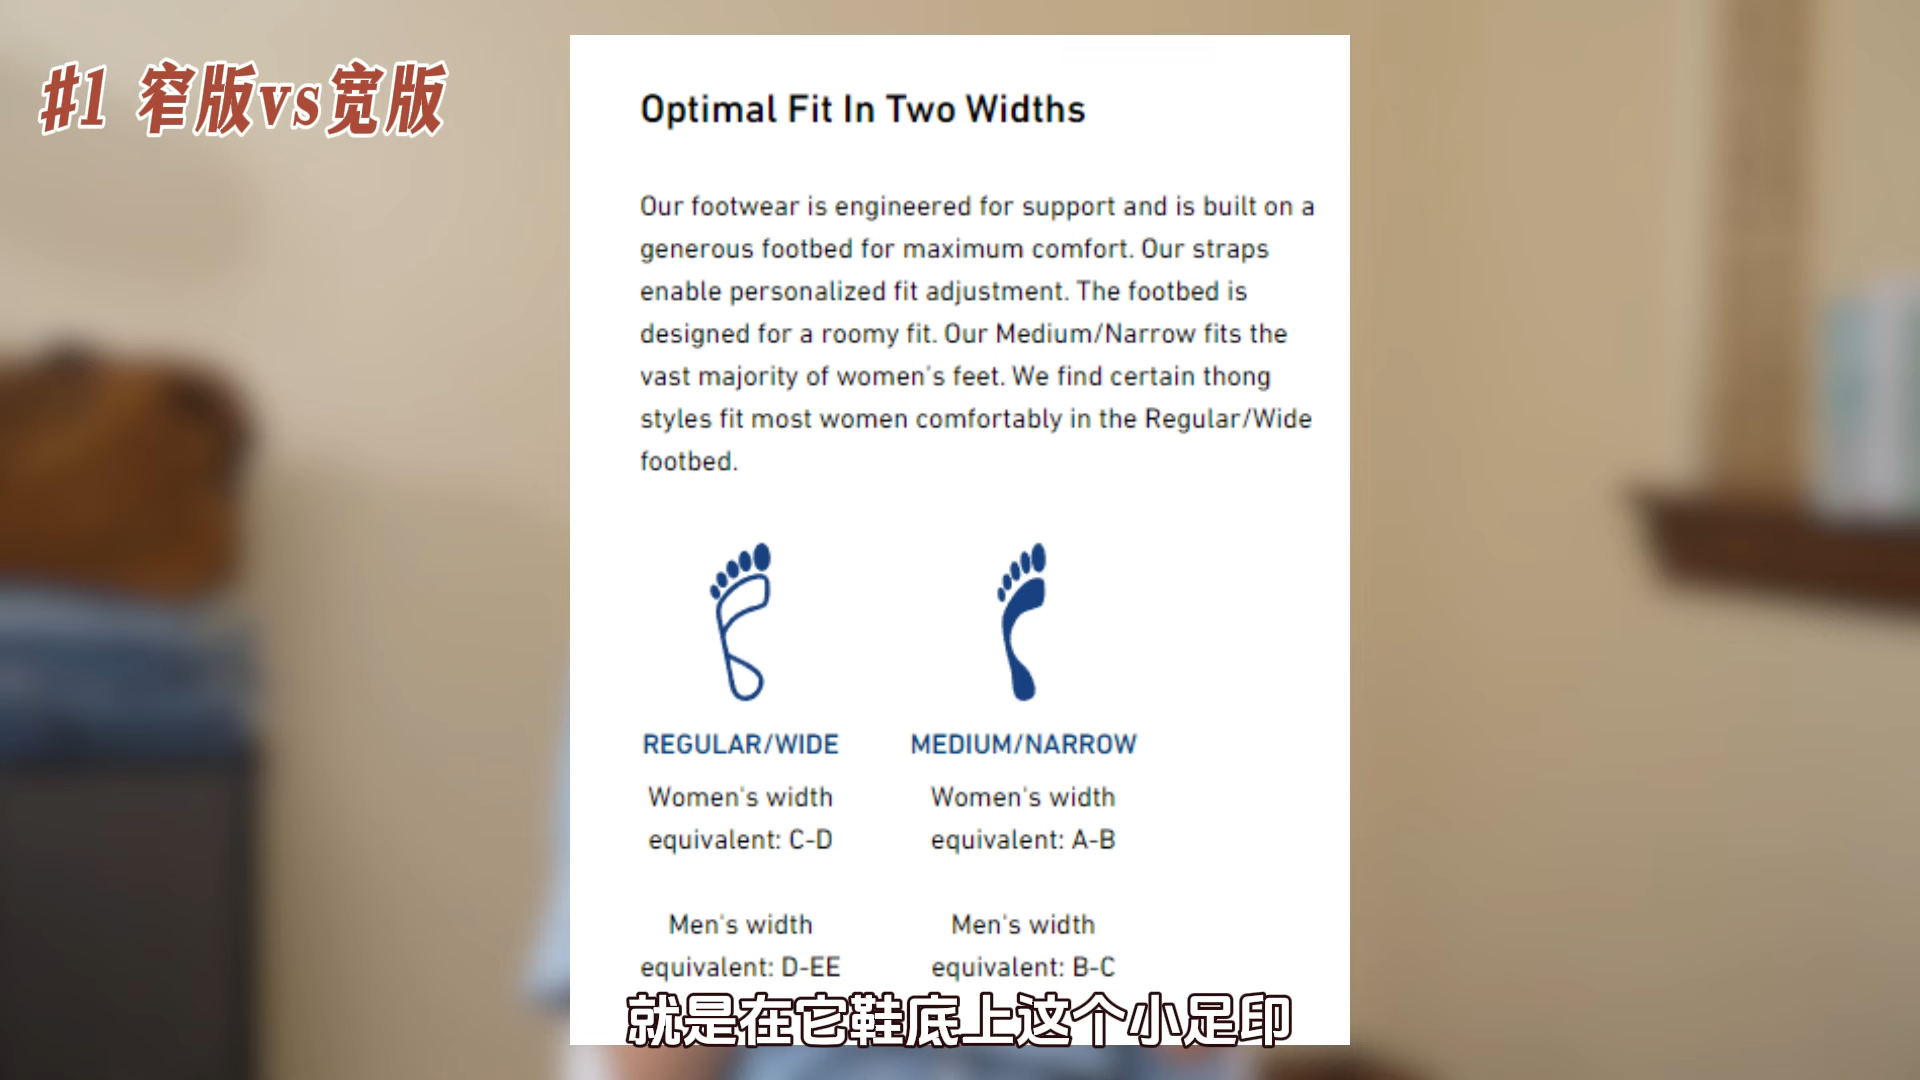 #1 窄版vs宽版
Optimal Fit In Two Widths
Our footwear is engineered for support and is built on a
generous footbed for maximum comfort. Our straps
enable personalized fit adjustment. The footbed is
designed for a roomy fit. Our Medium/Narrow fits the
vast majority of women's feet. We find certain thong
styles fit most women comfortably in the Regular/Wide
footbed.
REGULAR/WIDE
Women's width
equivalent: C-D
Men's width
equivalent: D-EE
MEDIUM/NARROW
Women's width
equivalent: A-B
Men's width
equivalent: B-C
就是在它鞋底上这个小足印